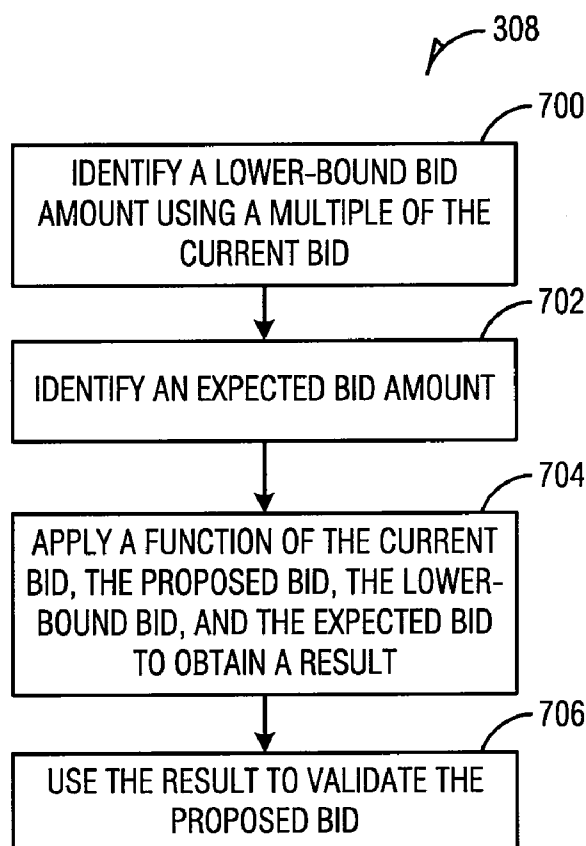 308
700
IDENTIFY A LOWER-BOUND BID
AMOUNT USING A MULTIPLE OF THE
CURRENT BID
702
IDENTIFY AN EXPECTED BID AMOUNT
704
APPLY A FUNCTION OF THE CURRENT
BID, THE PROPOSED BID, THE LOWER-
BOUND BID, AND THE EXPECTED BID
TO OBTAIN A RESULT
706
USE THE RESULT TO VALIDATE THE
PROPOSED BID